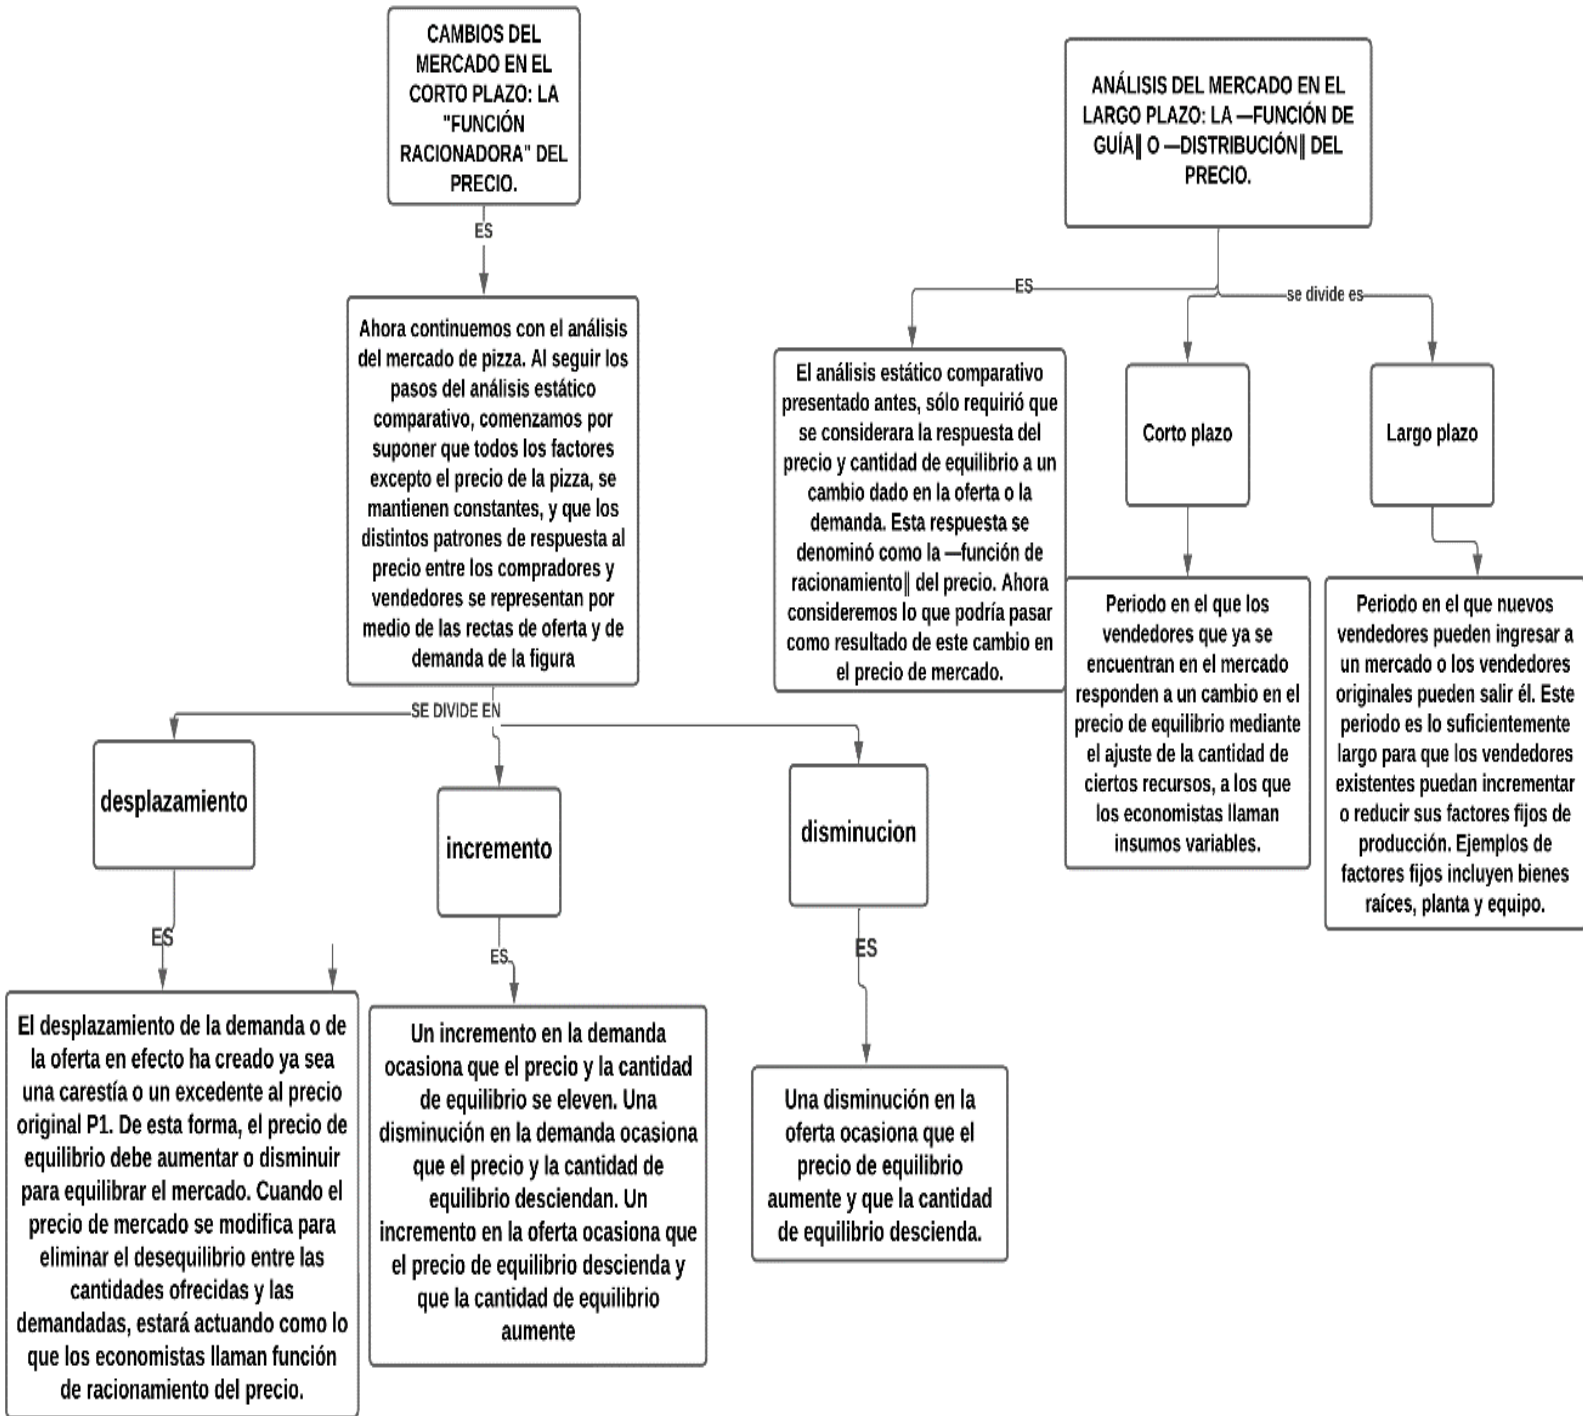 CAMBIOS DEL
MERCADO EN EL
CORTO PLAZO: LA
"FUNCIÓN
RACIONADORA" DEL
PRECIO.
ES
Ahora continuemos con el análisis
del mercado de pizza. Al seguir los
pasos del análisis estático
comparativo, comenzamos por
suponer que todos los factores
excepto el precio de la pizza, se
mantienen constantes, y que los
distintos patrones de respuesta al
precio entre los compradores y
vendedores se representan por
medio de las rectas de oferta y de
demanda de la figura
SE DIVIDE EN
desplazamiento
ES
El desplazamiento de la demanda o de
la oferta en efecto ha creado ya sea
una carestía o un excedente al precio
original P1. De esta forma, el precio de
equilibrio debe aumentar o disminuir
para equilibrar el mercado. Cuando el
precio de mercado se modifica para
eliminar el desequilibrio entre las
cantidades ofrecidas y las
demandadas, estará actuando como lo
que los economistas llaman función
de racionamiento del precio.
incremento
ES
Un incremento en la demanda
ocasiona que el precio y la cantidad
de equilibrio se eleven. Una
disminución en la demanda ocasiona
que el precio y la cantidad de
equilibrio desciendan. Un
incremento en la oferta ocasiona que
el precio de equilibrio descienda y
que la cantidad de equilibrio
aumente
disminucion
ES
Una disminución en la
oferta ocasiona que el
precio de equilibrio
aumente y que la cantidad
de equilibrio descienda.
ANÁLISIS DEL MERCADO EN EL
LARGO PLAZO: LA ―FUNCIÓN DE
GUÍA‖ O ―DISTRIBUCIÓN‖ DEL
PRECIO.
ES
El análisis estático comparativo
presentado antes, sólo requirió que
se considerara la respuesta del
precio y cantidad de equilibrio a un
cambio dado en la oferta o la
demanda. Esta respuesta se
denominó como la ―función de
racionamiento‖ del precio. Ahora
consideremos lo que podría pasar
como resultado de este cambio en
el precio de mercado.
se divide es
Corto plazo
Periodo en el que los
vendedores que ya se
encuentran en el mercado
responden a un cambio en el
precio de equilibrio mediante
el ajuste de la cantidad de
ciertos recursos, a los que
los economistas llaman
insumos variables.
Largo plazo
Periodo en el que nuevos
vendedores pueden ingresar a
un mercado o los vendedores
originales pueden salir él. Este
periodo es lo suficientemente
largo para que los vendedores
existentes puedan incrementar
o reducir sus factores fijos de
producción. Ejemplos de
factores fijos incluyen bienes
raíces, planta y equipo.